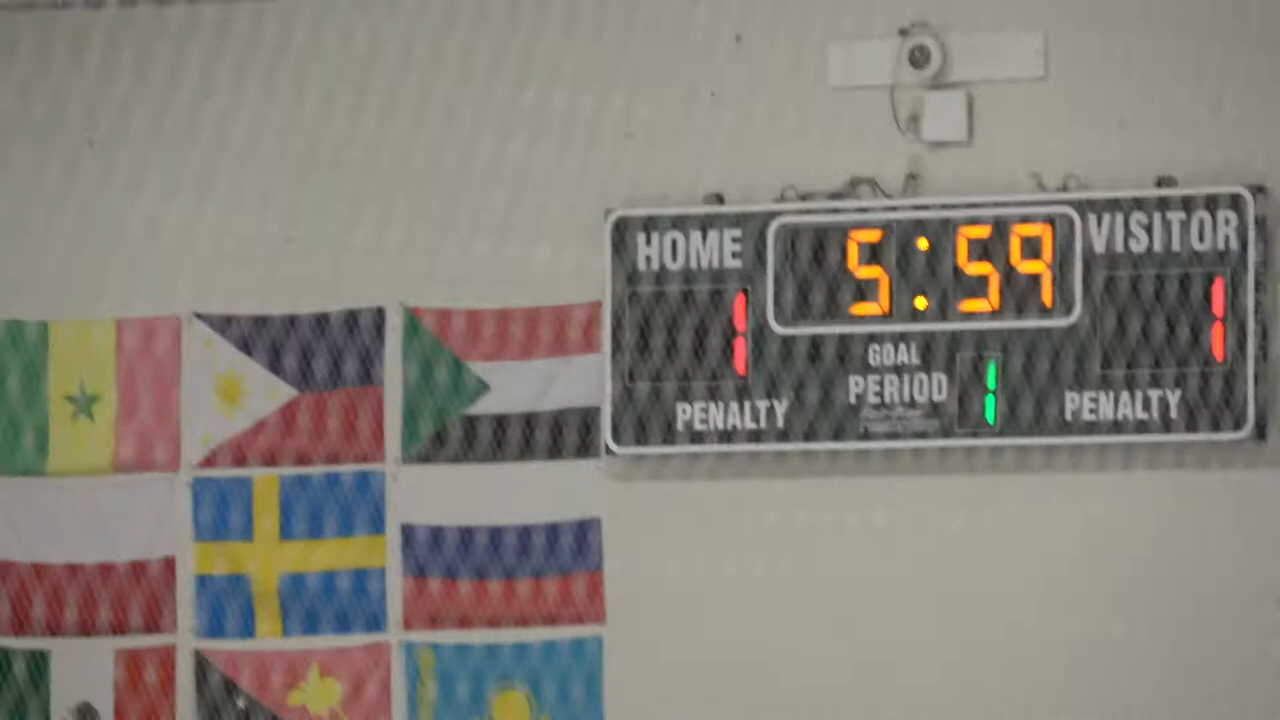 HOME
5:59
VISITOR
1
1
GOAL
PERIOD
1
PENALTY
PENALTY